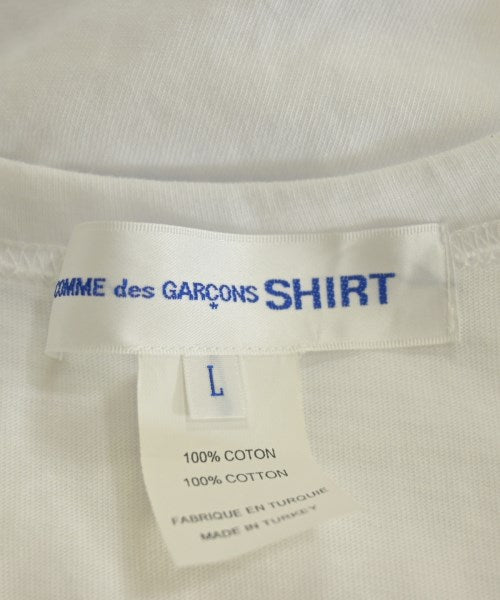 COMME des GARÇONS SHIRT
L
100% COTON
100% COTTON
FABRIQUE EN TURQUIE
MADE IN TURKEY